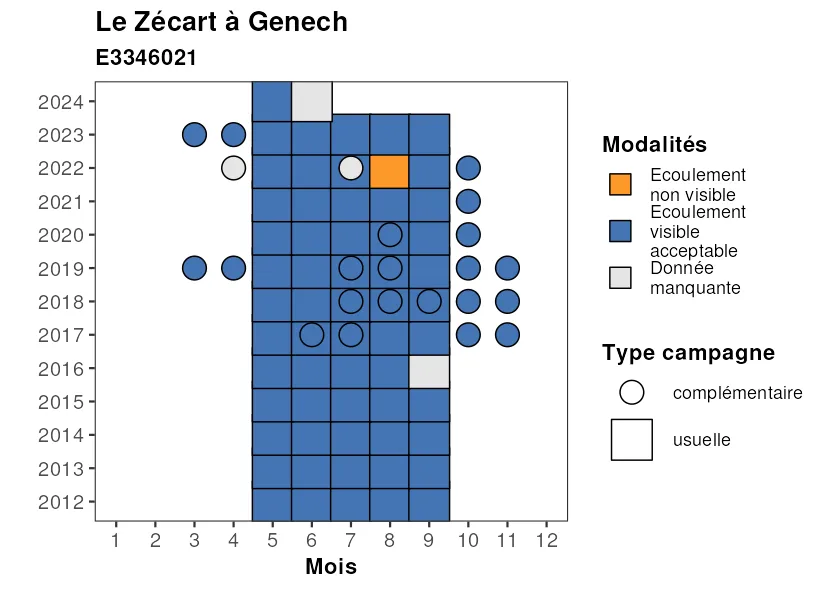 Le Zécart à Genech
E3346021
2024
2023
2022
2021
2020
2019
2018
2017
2016
2015
2014
2013
2012
1 2 3 4 5 6 7 8 9 10 11 12
Mois
Modalités
Ecoulement
non visible
Ecoulement
visible
acceptable
Donnée
manquante
Type campagne
complémentaire
usuelle